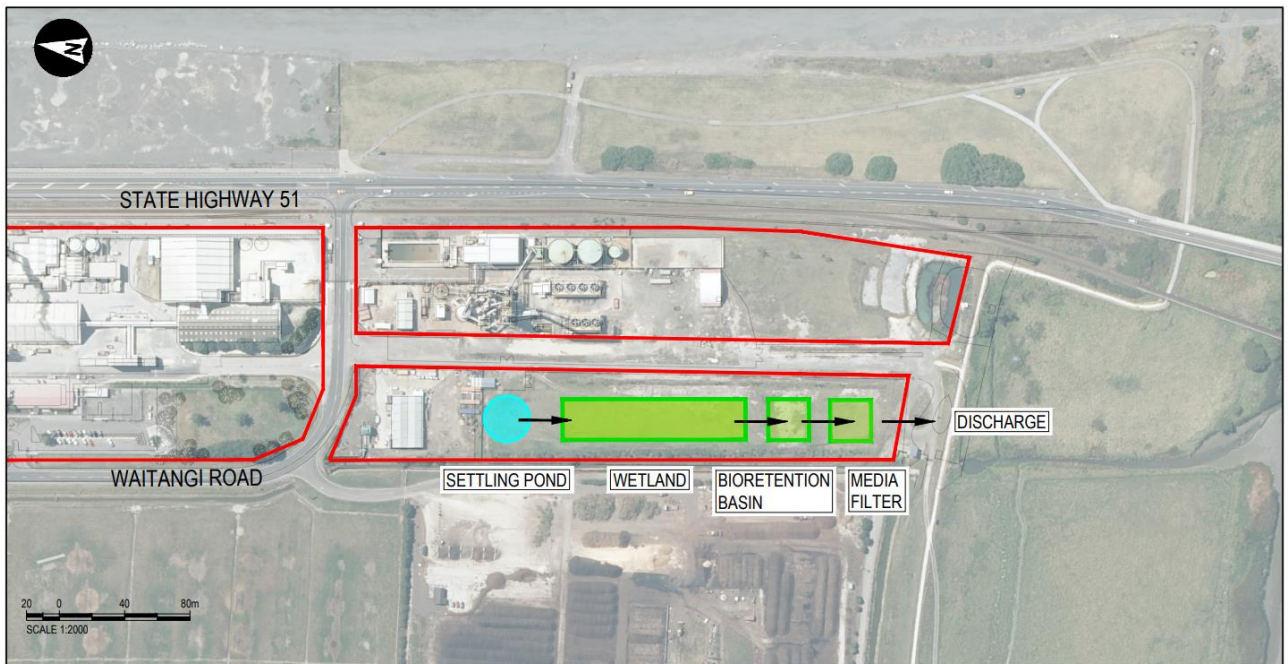 N
STATE HIGHWAY 51
WAITANGI ROAD
SETTLING POND
WETLAND
BIORETENTION
BASIN
MEDIA
FILTER
DISCHARGE
20 0 40 80m
SCALE 1:2000